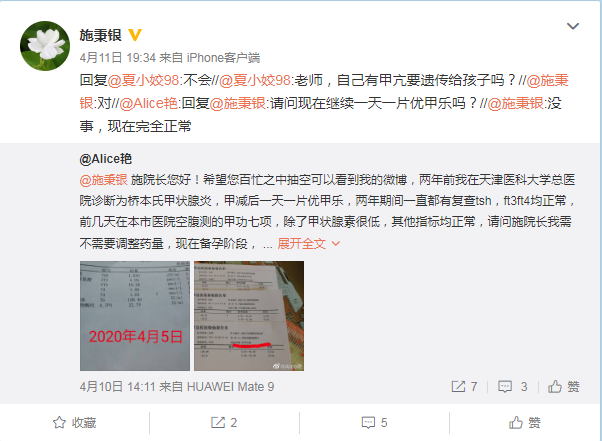 施秉银
4月11日 19:34 来自 iPhone客户端
回复@夏小姣98:不会//@夏小姣98:老师，自己有甲亢要遗传给孩子吗？//@施秉
银:对//@Alice艳:回复@施秉银:请问现在继续一天一片优甲乐吗？//@施秉银:没
事，现在完全正常
@Alice艳
@施秉银 施院长您好！希望您百忙之中抽空可以看到我的微博，两年前我在天津医科大学总医
院诊断为桥本氏甲状腺炎，甲减后一天一片优甲乐，两年期间一直都有复查tsh，ft3ft4均正常，
前几天在本市医院空腹测的甲功七项，除了甲状腺素很低，其他指标均正常，请问施院长我需
不需要调整药量，现在备孕阶段， ... 展开全文
2020年4月5日
4月10日 14:11 来自 HUAWEI Mate 9
7
3
赞
收藏
2
5
赞